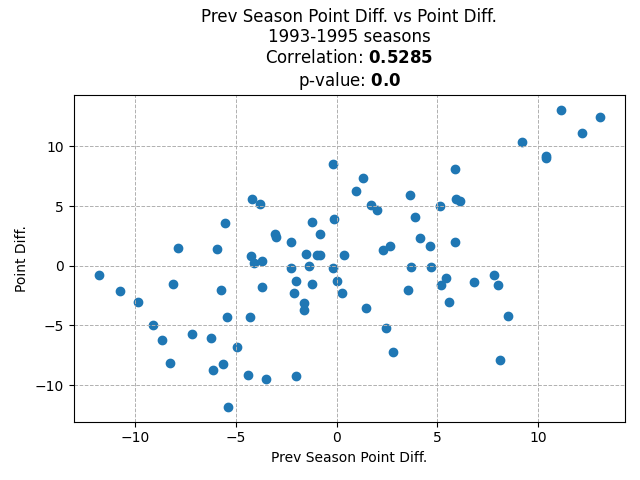 Prev Season Point Diff. vs Point Diff.
1993-1995 seasons
Correlation: 0.5285
p-value: 0.0
10
5
0
−5
−10
Point Diff.
−10
−5
0
5
10
Prev Season Point Diff.